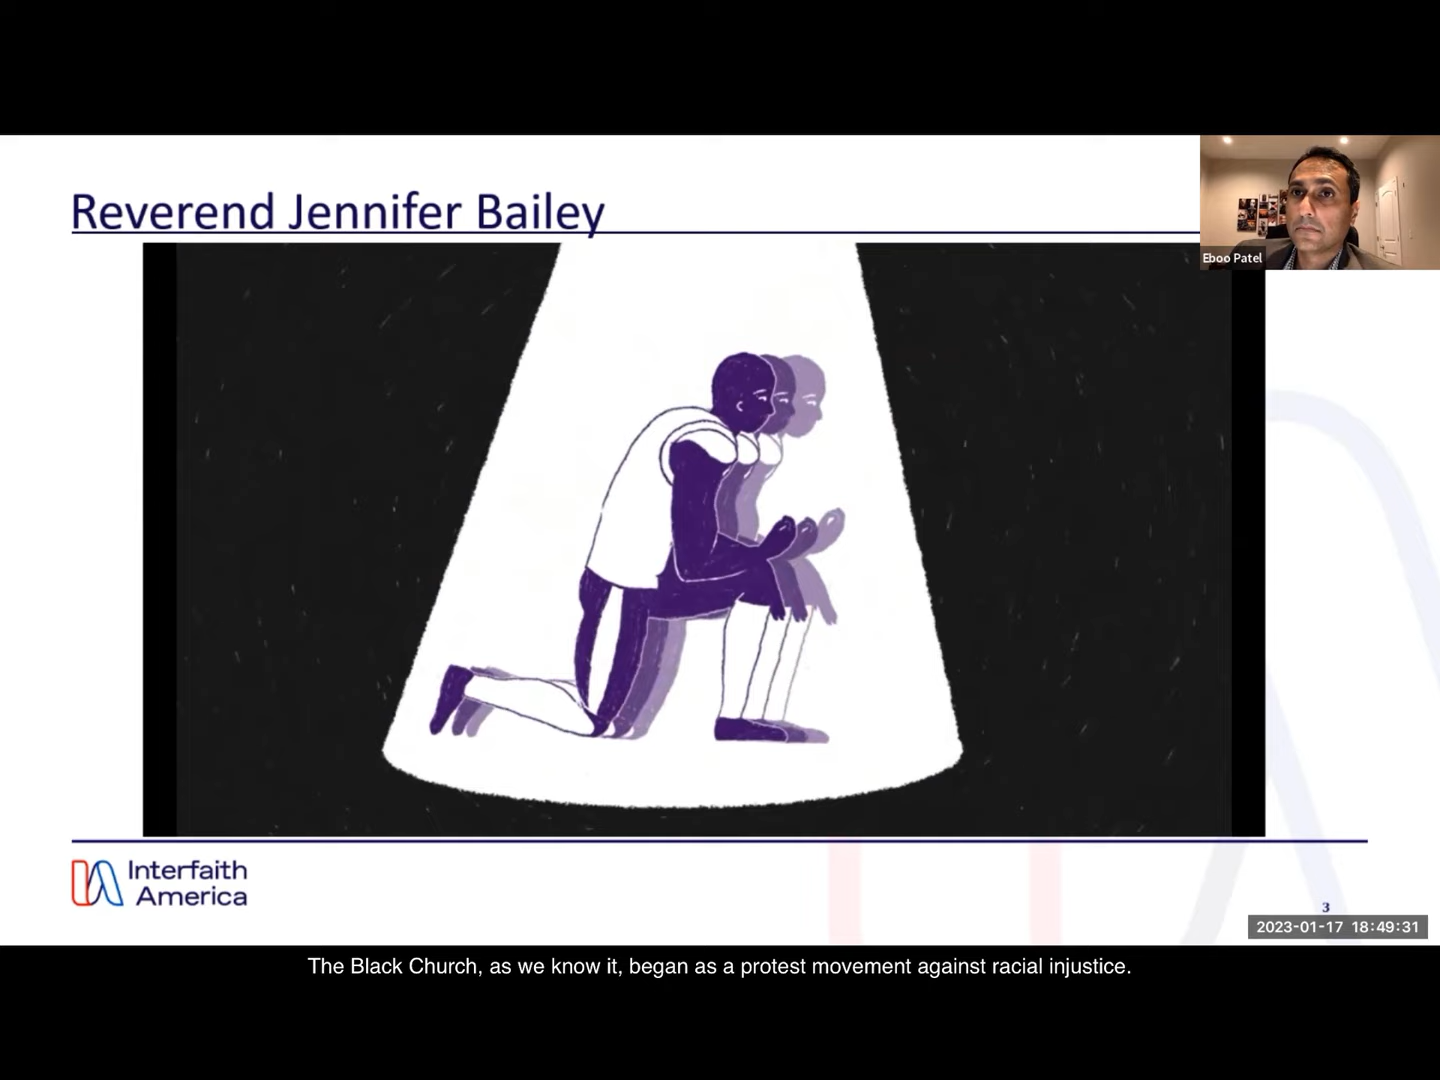 Reverend Jennifer Bailey
Eboo Patel
Interfaith
America
3
2023-01-17 18:49:31
The Black Church, as we know it, began as a protest movement against racial injustice.